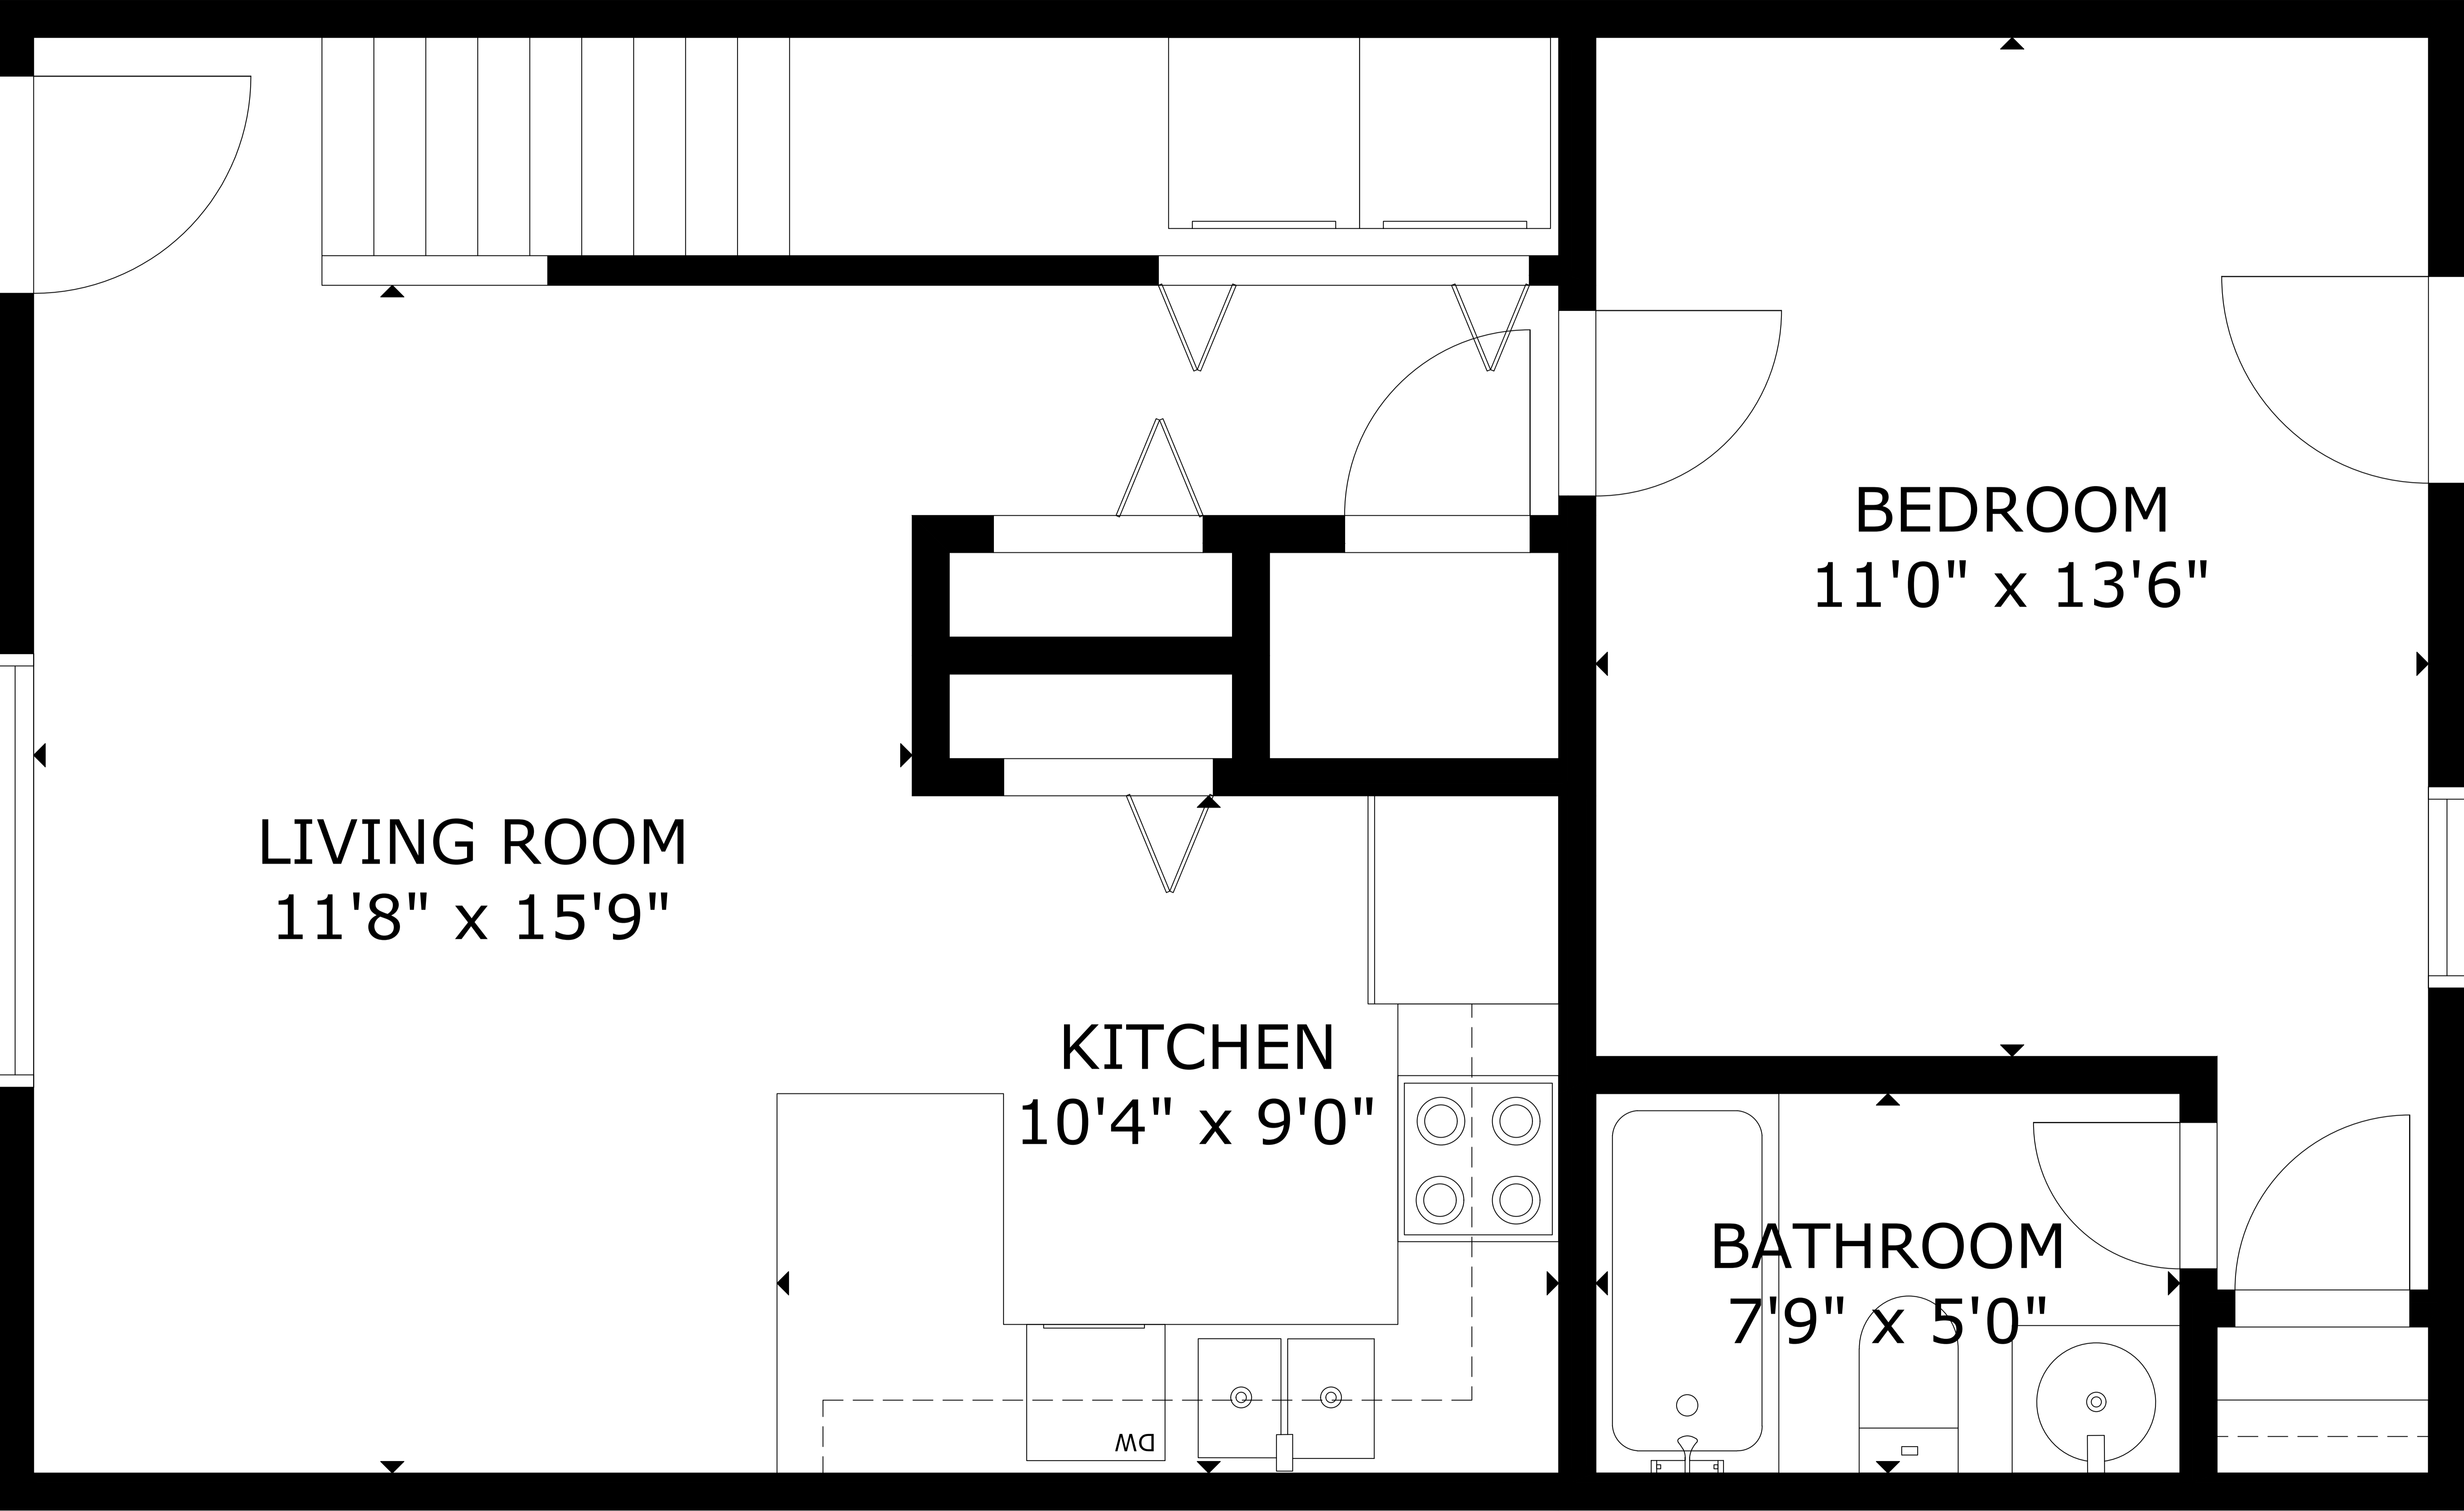 BEDROOM
11'0" x 13'6"
LIVING ROOM
11'8" x 15'9"
KITCHEN
10'4" x 9'0"
BATHROOM
7'9" x 5'0"
DW